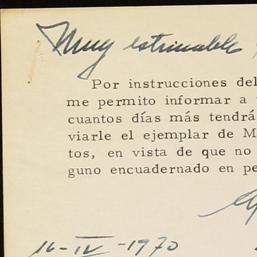 Muy estimable
Por instrucciones del
me permito informar a
cuantos días más tendrá
viarle el ejemplar de M
tos, en vista de que no
guno encuadernado en pe
16-IV-1970